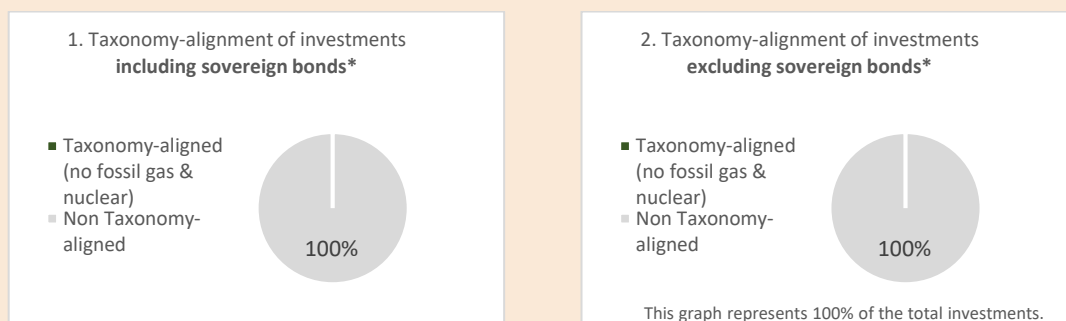 1. Taxonomy-alignment of investments
including sovereign bonds*
Taxonomy-aligned
(no fossil gas &
nuclear)
Non Taxonomy-
aligned
100%
2. Taxonomy-alignment of investments
excluding sovereign bonds*
Taxonomy-aligned
(no fossil gas &
nuclear)
Non Taxonomy-
aligned
100%
This graph represents 100% of the total investments.